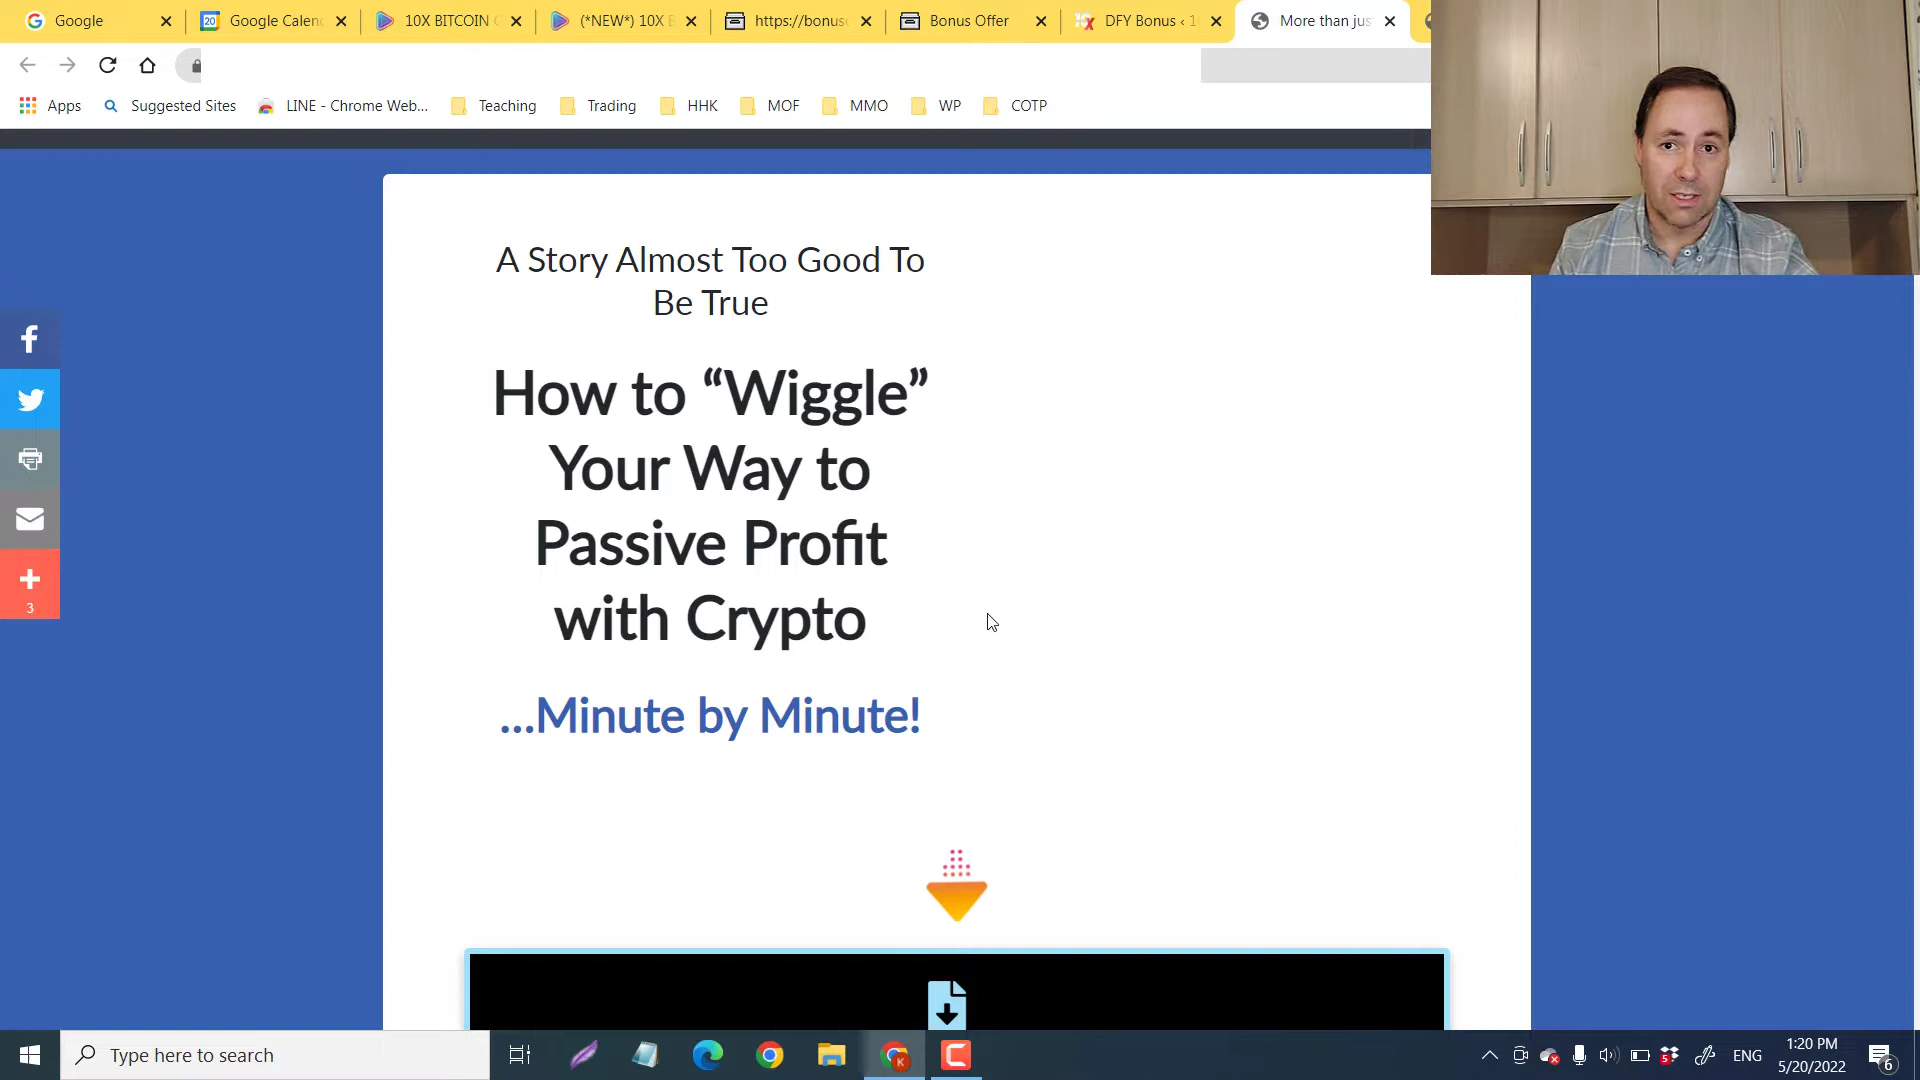 Google
Google Calen
10X BITCOIN
(*NEW*) 10X B
https://bonus
Bonus Offer
DFY Bonus ‹ 1
More than jus
Apps
Suggested Sites
LINE - Chrome Web...
Teaching
Trading
HHK
MOF
MMO
WP
COTP
A Story Almost Too Good To
Be True
How to “Wiggle”
Your Way to
Passive Profit
with Crypto
...Minute by Minute!
3
Type here to search
ENG
1:20 PM
5/20/2022
6